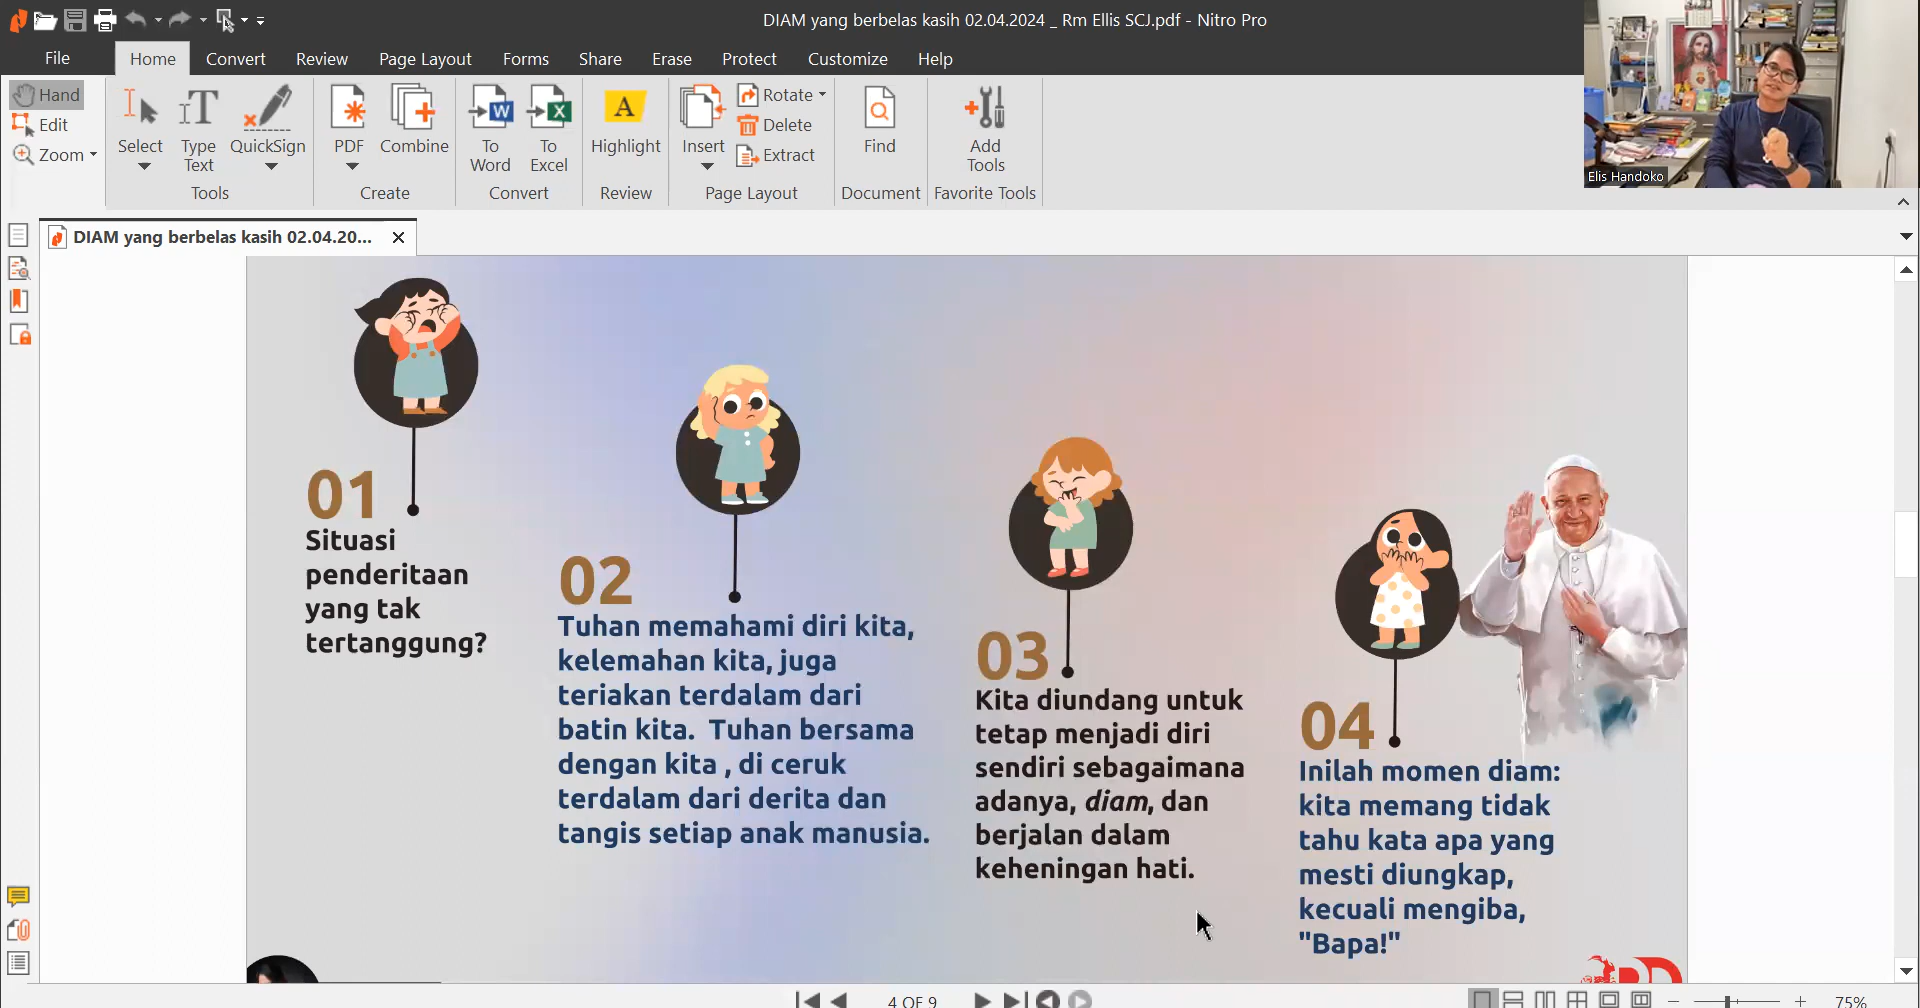 DIAM yang berbelas kasih 02.04.2024 _ Rm Ellis SCJ.pdf - Nitro Pro
File
Home
Convert
Review
Page Layout
Forms
Share
Erase
Protect
Customize
Help
Hand
Edit
Zoom
Select
Type
Text
QuickSign
Tools
PDF
Combine
Create
To
Word
To
Excel
Convert
Highlight
Review
Insert
Rotate
Delete
Extract
Page Layout
Find
Document
Add
Tools
Favorite Tools
Elis Handoko
DIAM yang berbelas kasih 02.04.20...
01
Situasi
penderitaan
yang tak
tertanggung?
02
Tuhan memahami diri kita,
kelemahan kita, juga
teriakan terdalam dari
batin kita. Tuhan bersama
dengan kita , di ceruk
terdalam dari derita dan
tangis setiap anak manusia.
03
Kita diundang untuk
tetap menjadi diri
sendiri sebagaimana
adanya, diam, dan
berjalan dalam
keheningan hati.
04
Inilah momen diam:
kita memang tidak
tahu kata apa yang
mesti diungkap,
kecuali mengiba,
"Bapa!"
4 OF 9
75%